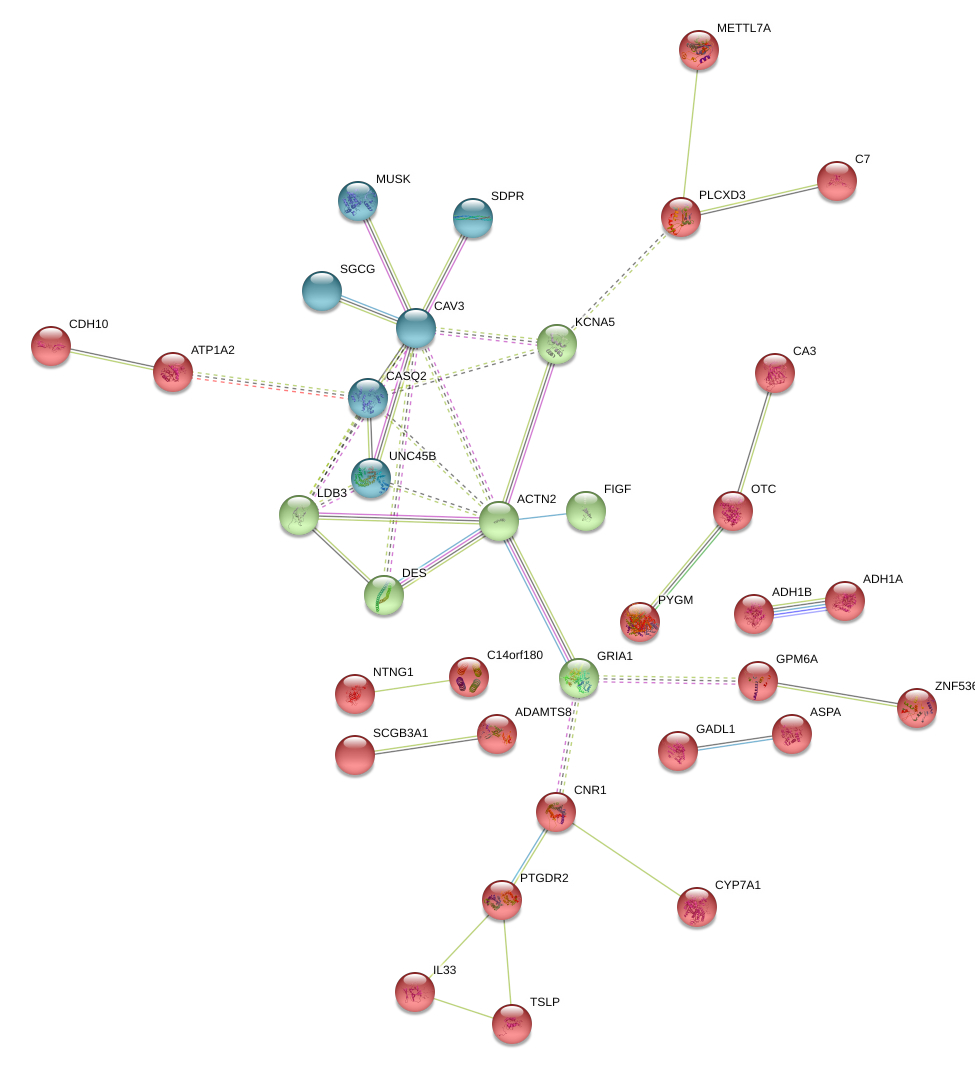 METTL7A
C7
MUSK
SDPR
PLCXD3
SGCG
CAV3
KCNA5
CDH10
ATP1A2
CA3
CASQ2
UNC45B
LDB3
ACTN2
FIGF
OTC
DES
PYGM
ADH1B
ADH1A
C14orf180
GRIA1
GPM6A
NTNG1
ZNF536
ADAMTS8
ASPA
SCGB3A1
GADL1
CNR1
PTGDR2
CYP7A1
IL33
TSLP